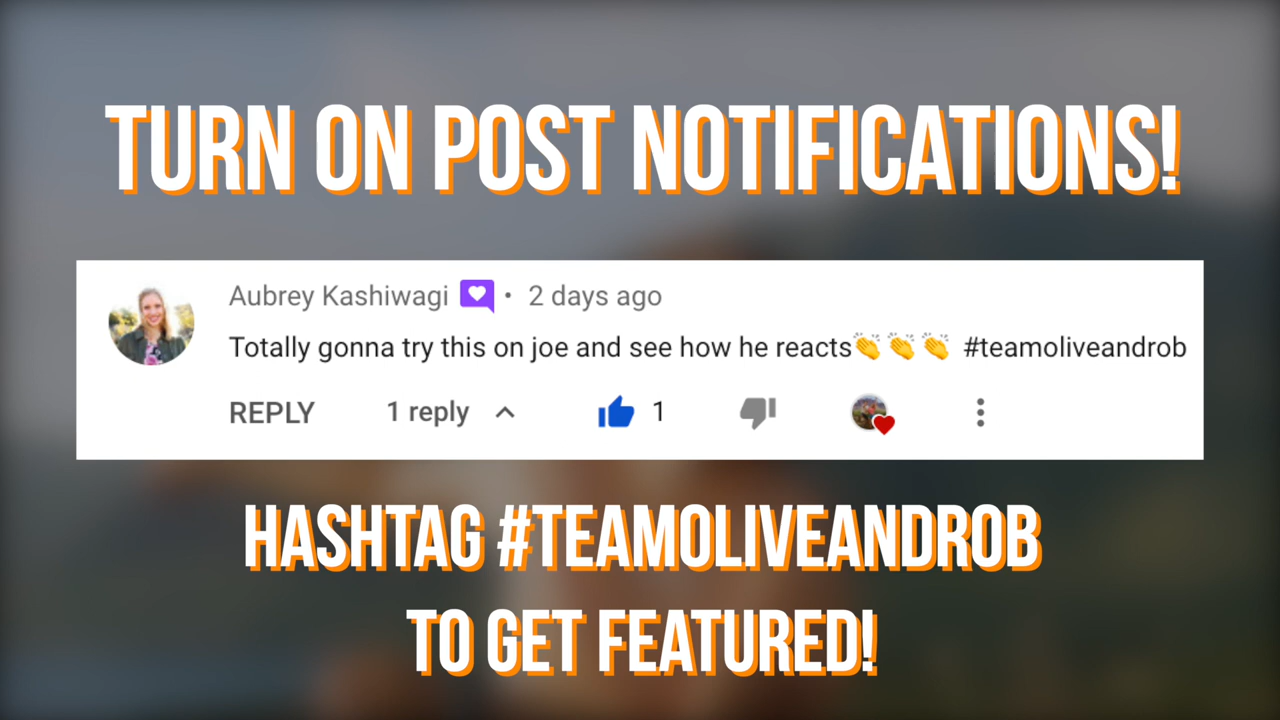 TURN ON POST NOTIFICATIONS!
Aubrey Kashiwagi • 2 days ago
Totally gonna try this on joe and see how he reacts👏👏👏 #teamoliveandrob
REPLY 1 reply 1
HASHTAG #TEAMOLIVEANDROB
TO GET FEATURED!